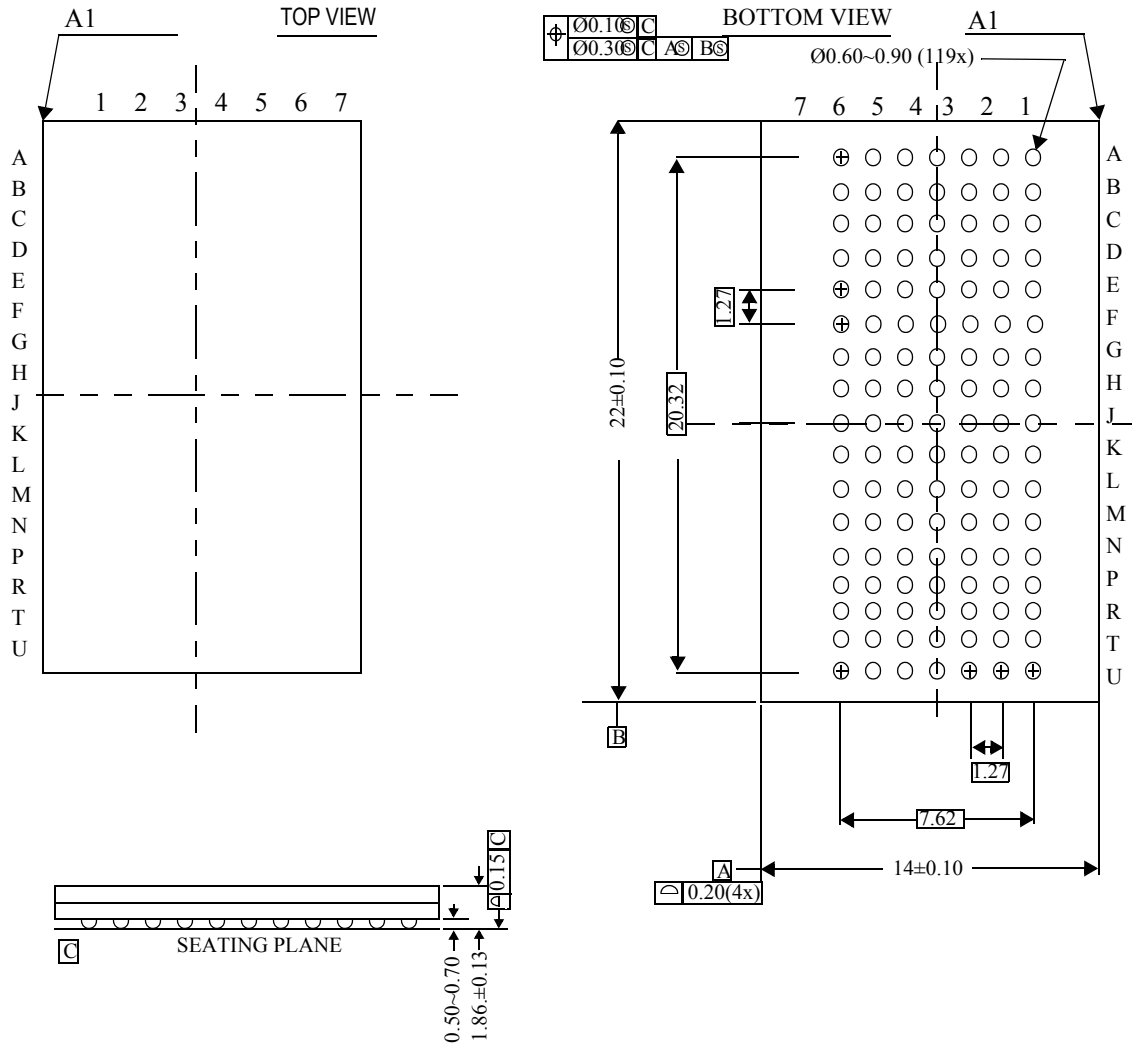 A1
TOP VIEW
1 2 3 4 5 6 7
A
B
C
D
E
F
G
H
J
K
L
M
N
P
R
T
U
Ø0.10Ⓢ C
Ø0.30Ⓢ C AⓈ BⓈ
BOTTOM VIEW
A1
Ø0.60~0.90 (119x)
7 6 5 4 3 2 1
A
B
C
D
E
F
G
H
J
K
L
M
N
P
R
T
U
1.27
22±0.10
20.32
B
1.27
7.62
A
14±0.10
0.20(4x)
0.15 C
C
SEATING PLANE
0.50~0.70
1.86.±0.13